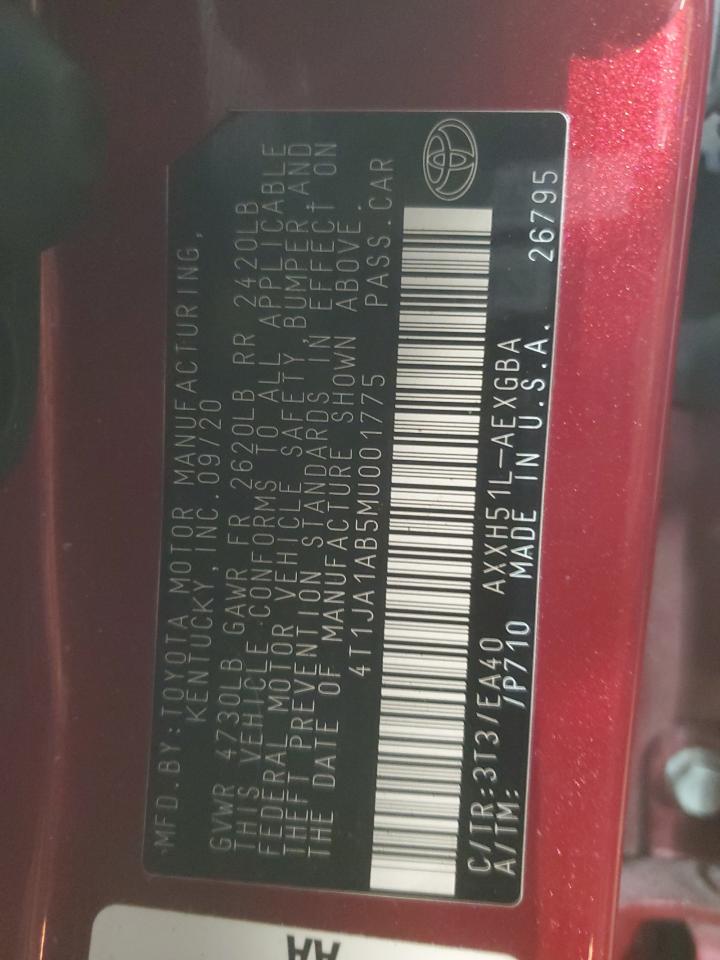 MFD.BY:TOYOTA MOTOR MANUFACTURING,
KENTUCKY,INC.09/20
GVWR 4730LB GAWR FR 2620LB RR 2420LB
THIS VEHICLE CONFORMS TO ALL APPLICABLE
FEDERAL MOTOR VEHICLE SAFETY, BUMPER AND
THEFT PREVENTION STANDARDS IN EFFECT ON
THE DATE OF MANUFACTURE SHOWN ABOVE.
4T1JA1AB5MU001775 PASS.CAR
C/TR:3T3/EA40 AXXH51L-AEXGBA
A/TM: /P710 MADE IN U.S.A. 26795
AA